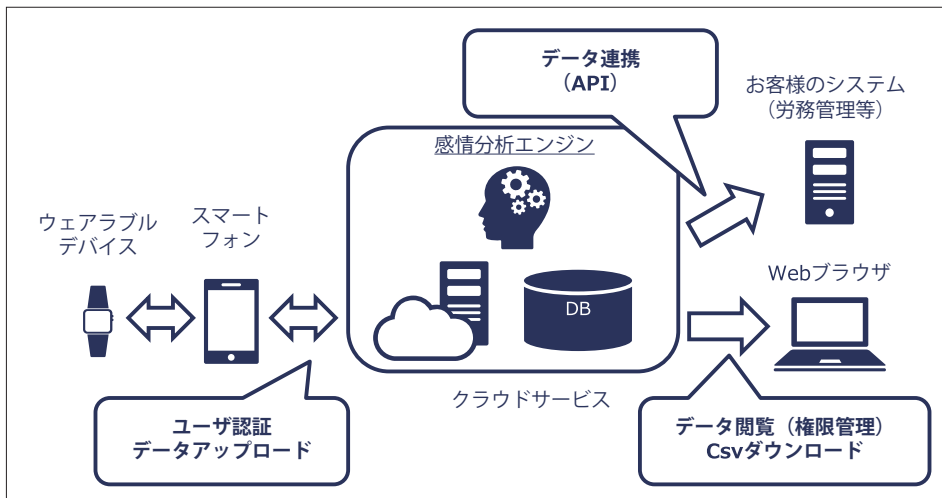 データ連携
（API）
お客様のシステム
（労務管理等）
感情分析エンジン
ウェアラブル
デバイス
スマート
フォン
Webブラウザ
DB
クラウドサービス
ユーザ認証
データアップロード
データ閲覧（権限管理）
Csvダウンロード